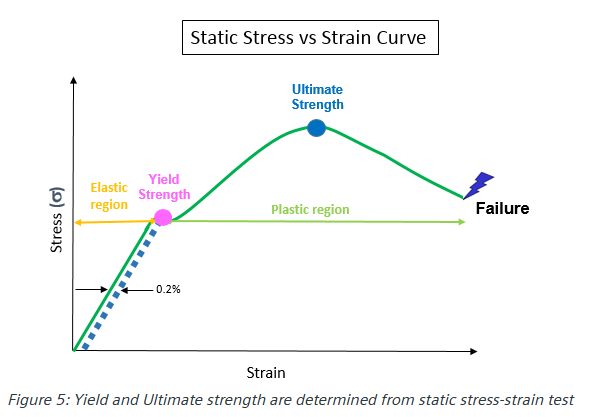 Static Stress vs Strain Curve
Ultimate
Strength
Elastic
region
Yield
Strength
Plastic region
Failure
Stress (σ)
0.2%
Strain
Figure 5: Yield and Ultimate strength are determined from static stress-strain test